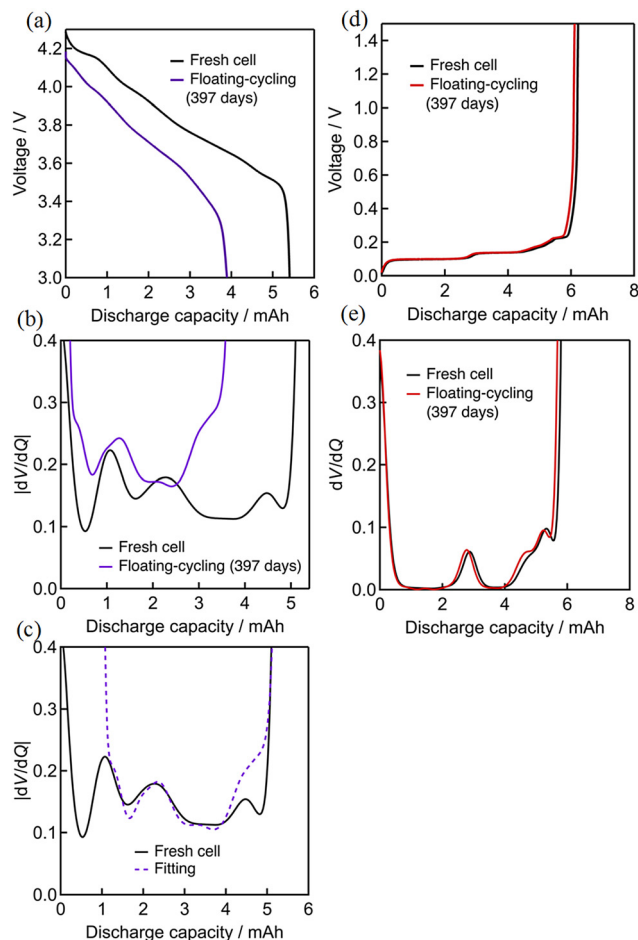 (a)
4.2
3.9
3.6
3.3
3.0
Voltage / V
Fresh cell
Floating-cycling
(397 days)
0 1 2 3 4 5 6
Discharge capacity / mAh
(b)
0.4
0.3
0.2
0.1
0.0
|dV/dQ|
Fresh cell
Floating-cycling (397 days)
0 1 2 3 4 5
Discharge capacity / mAh
(c)
0.4
0.3
0.2
0.1
0.0
|dV/dQ|
Fresh cell
Fitting
0 1 2 3 4 5 6
Discharge capacity / mAh
(d)
1.4
1.2
1.0
0.8
0.6
0.4
0.2
0.0
Voltage / V
Fresh cell
Floating-cycling
(397 days)
0 2 4 6 8
Discharge capacity / mAh
(e)
0.4
0.3
0.2
0.1
0.0
dV/dQ
Fresh cell
Floating-cycling
(397 days)
0 2 4 6 8
Discharge capacity / mAh